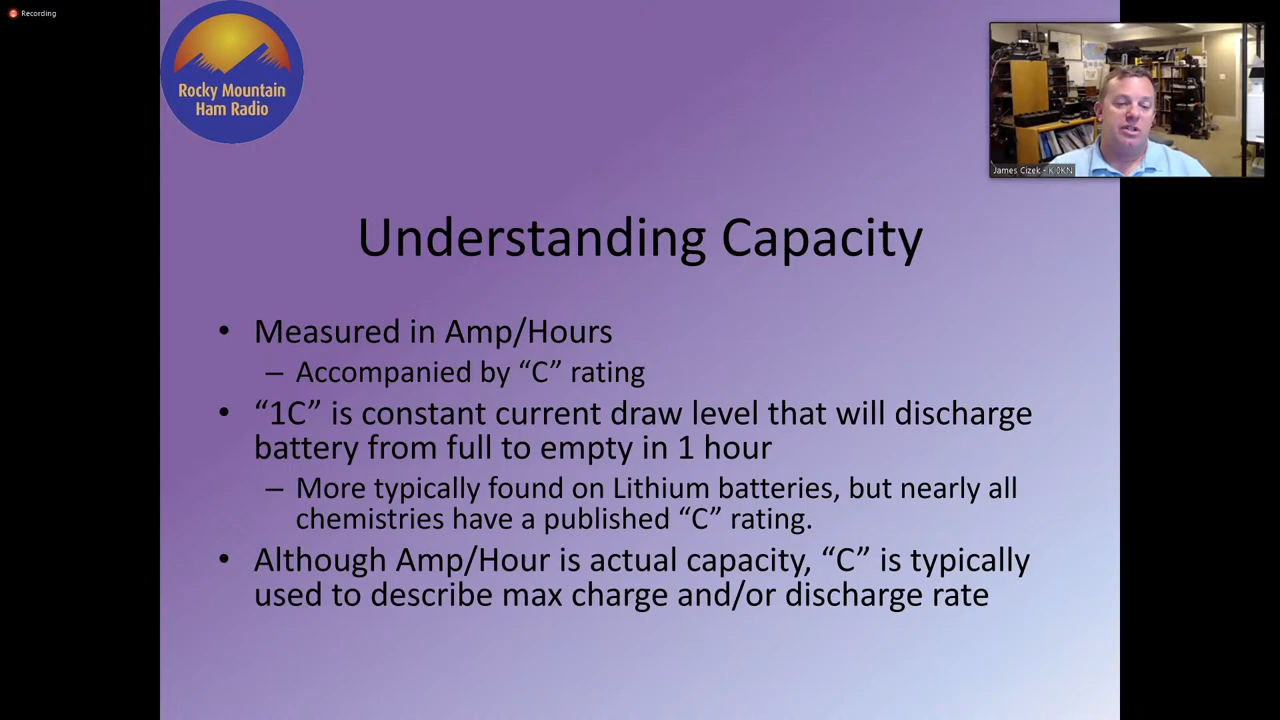 Recording
Rocky Mountain
Ham Radio
James Cizek - KI0KN
Understanding Capacity
• Measured in Amp/Hours
– Accompanied by “C” rating
• “1C” is constant current draw level that will discharge
battery from full to empty in 1 hour
– More typically found on Lithium batteries, but nearly all
chemistries have a published “C” rating.
• Although Amp/Hour is actual capacity, “C” is typically
used to describe max charge and/or discharge rate